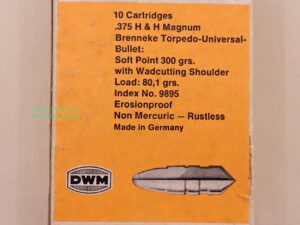 10 Cartridges
.375 H & H Magnum
Brenneke Torpedo-Universal-
Bullet:
Soft Point 300 grs.
with Wadcutting Shoulder
Load: 80,1 grs.
Index No. 9895
Erosionproof
Non Mercuric — Rustless
Made in Germany
DWM